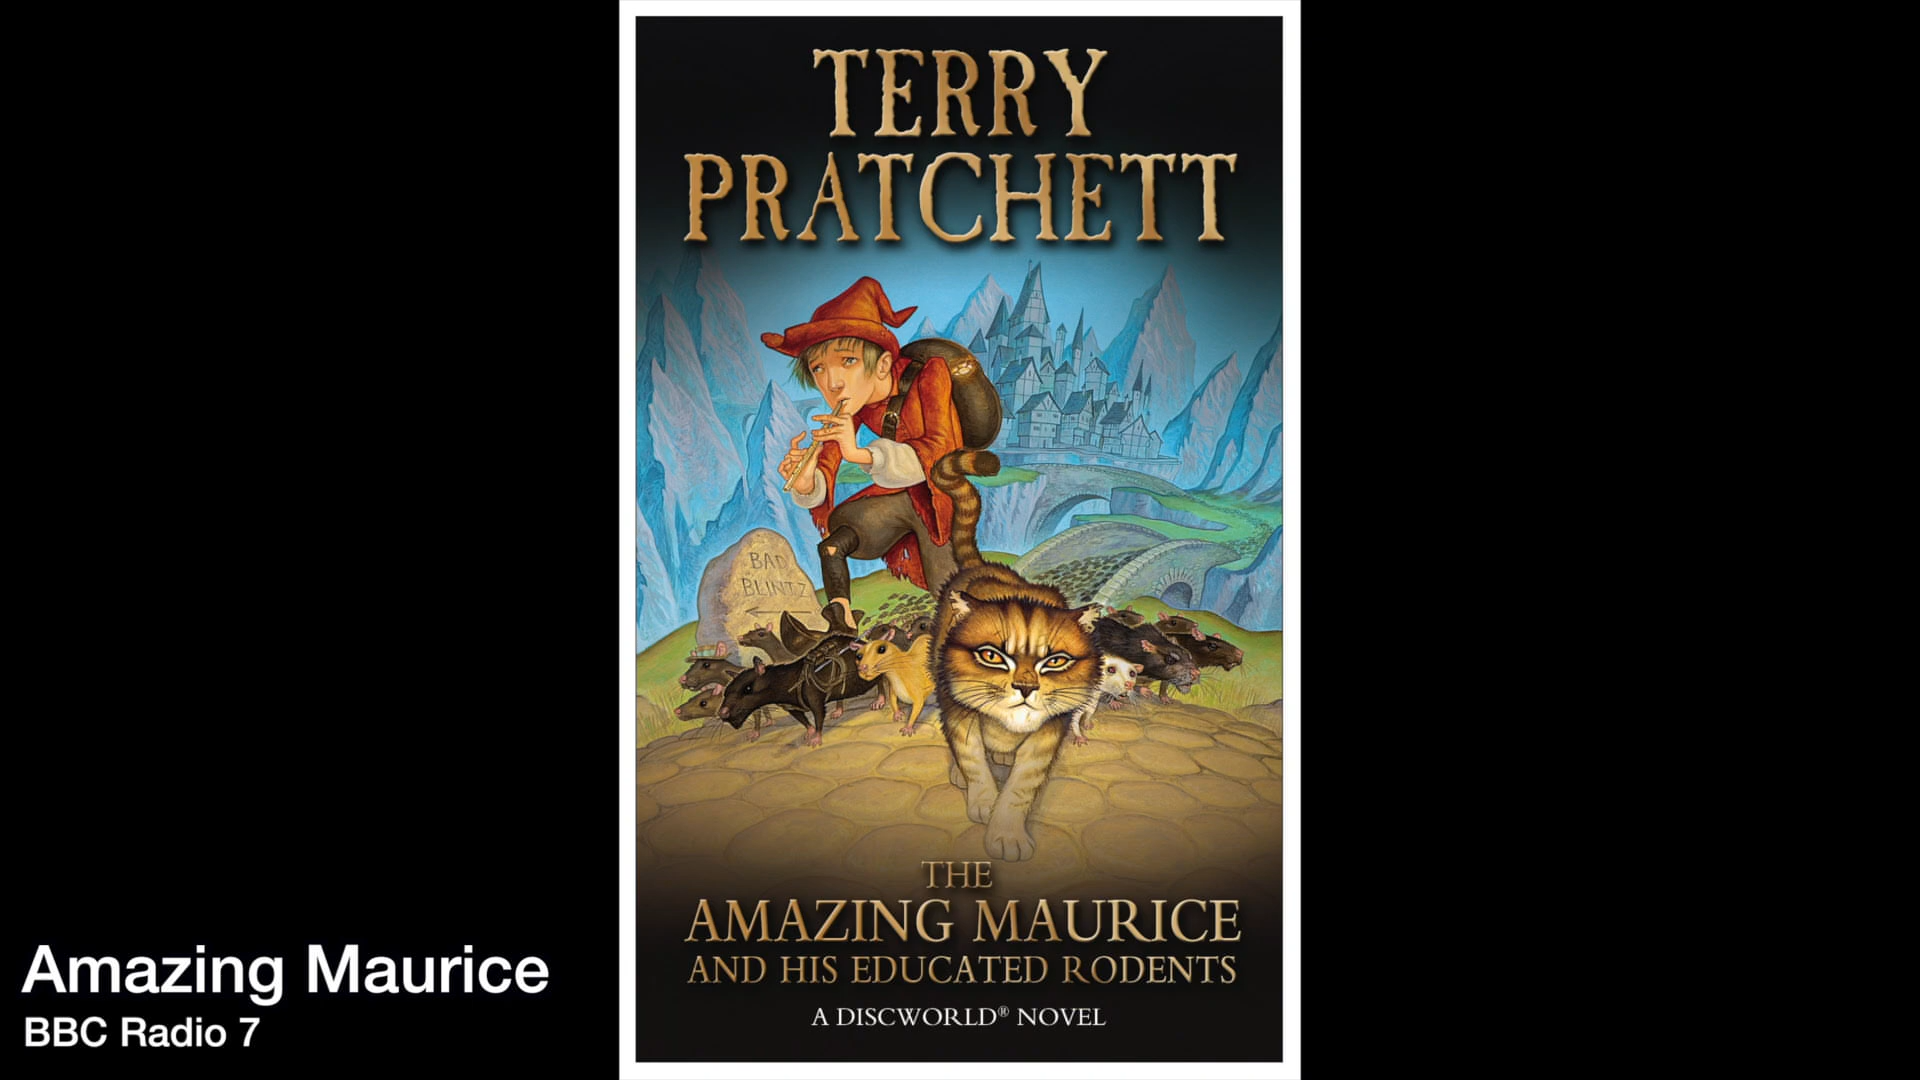 TERRY
PRATCHETT
BAD
BLINTZ
THE
AMAZING MAURICE
AND HIS EDUCATED RODENTS
A DISCWORLD® NOVEL
Amazing Maurice
BBC Radio 7